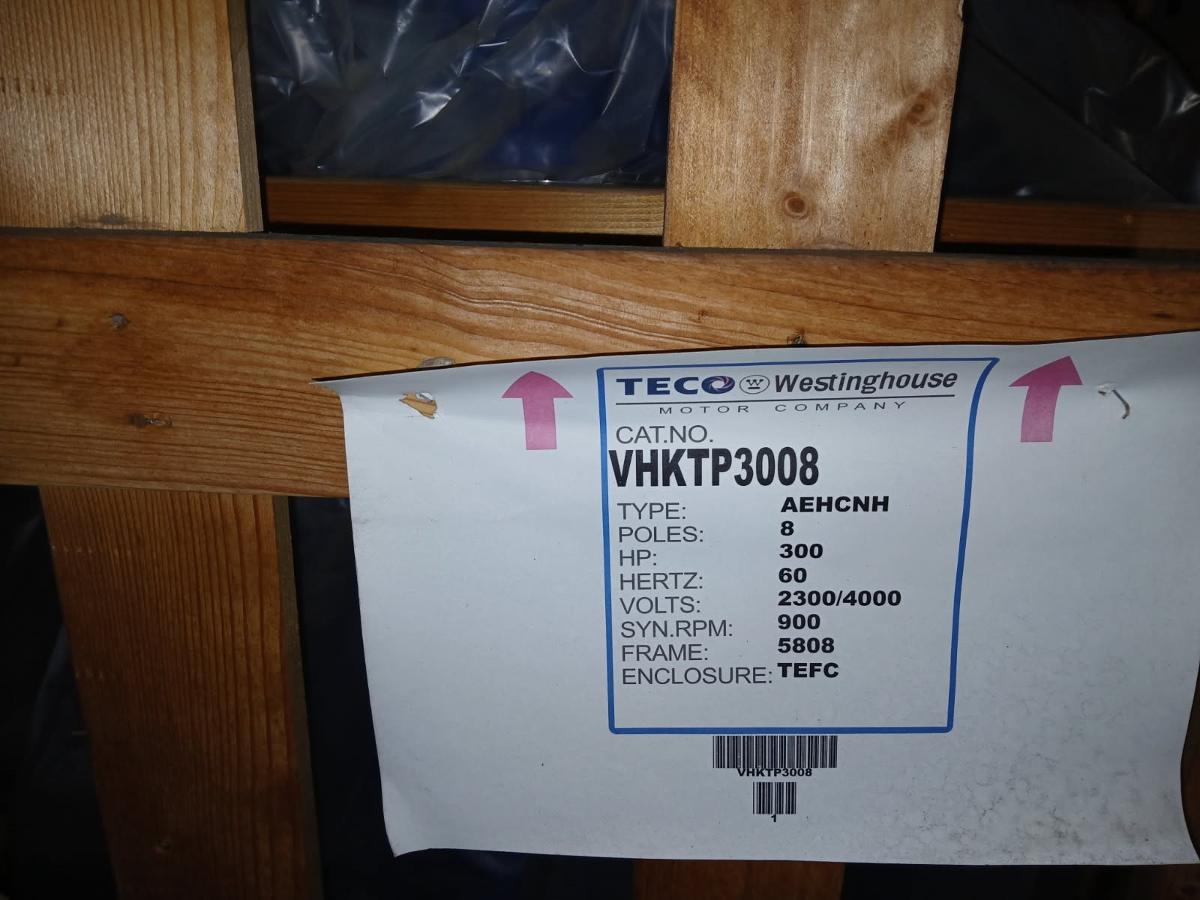 TECO W Westinghouse
MOTOR COMPANY
CAT.NO.
VHKTP3008
TYPE: AEHCNH
POLES: 8
HP: 300
HERTZ: 60
VOLTS: 2300/4000
SYN.RPM: 900
FRAME: 5808
ENCLOSURE: TEFC
VHKTP3008
1